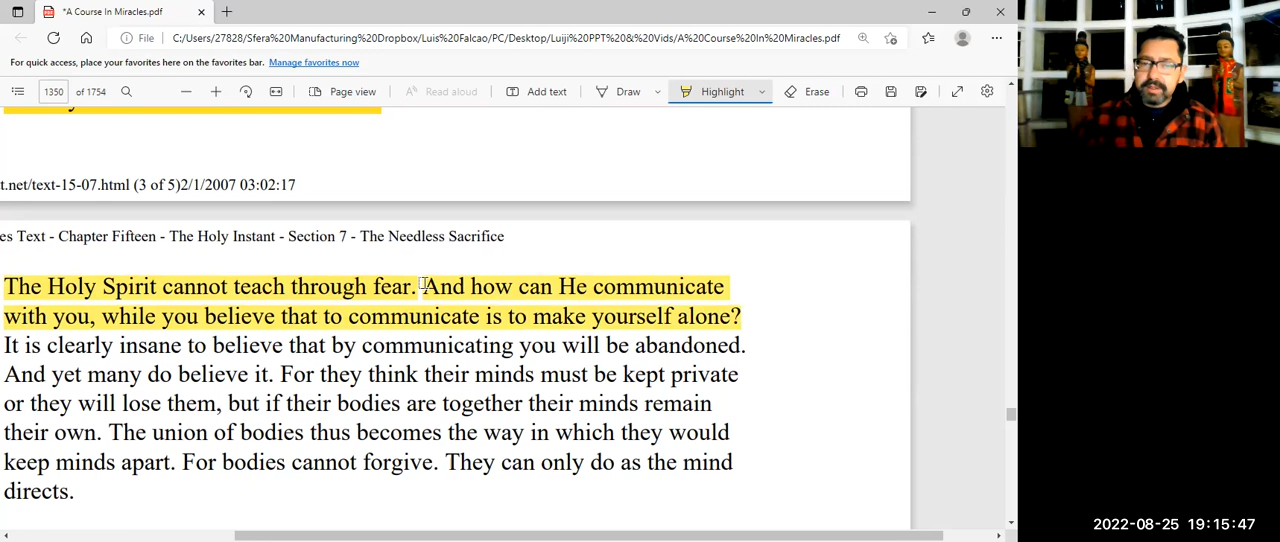 *A Course In Miracles.pdf
File C:/Users/27828/Sfera%20Manufacturing%20Dropbox/Luis%20Falcao/PC/Desktop/Luiji%20PPT%20&%20Vids/A%20Course%20In%20Miracles.pdf
For quick access, place your favorites here on the favorites bar. Manage favorites now
1350 of 1754 Page view Read aloud Add text Draw Highlight Erase
t.net/text-15-07.html (3 of 5)2/1/2007 03:02:17
es Text - Chapter Fifteen - The Holy Instant - Section 7 - The Needless Sacrifice
The Holy Spirit cannot teach through fear. And how can He communicate
with you, while you believe that to communicate is to make yourself alone?
It is clearly insane to believe that by communicating you will be abandoned.
And yet many do believe it. For they think their minds must be kept private
or they will lose them, but if their bodies are together their minds remain
their own. The union of bodies thus becomes the way in which they would
keep minds apart. For bodies cannot forgive. They can only do as the mind
directs.
2022-08-25 19:15:47